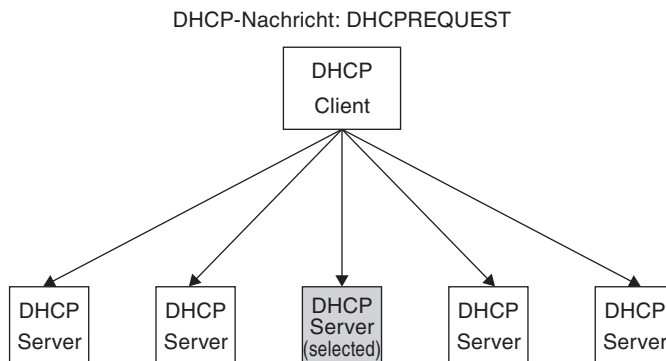 DHCP-Nachricht: DHCPREQUEST
DHCP
Client
DHCP
Server
DHCP
Server
DHCP
Server
(selected)
DHCP
Server
DHCP
Server